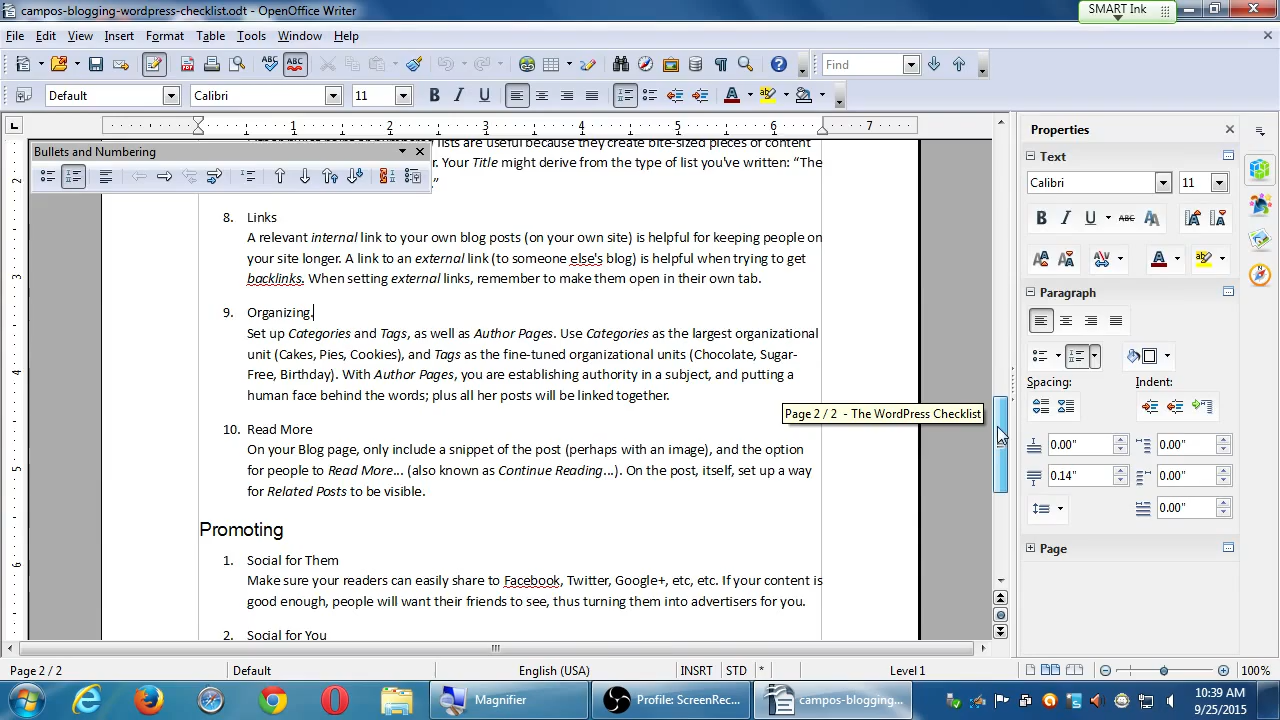 campos-blogging-wordpress-checklist.odt - OpenOffice Writer
SMART Ink
File Edit View Insert Format Table Tools Window Help
Find
Default Calibri 11
1 2 3 4 5 6 7
Properties
Bullets and Numbering
Text
Calibri 11
lists are useful because they create bite-sized pieces of content
r. Your Title might derive from the type of list you've written: “The
”
8. Links
A relevant internal link to your own blog posts (on your own site) is helpful for keeping people on
your site longer. A link to an external link (to someone else's blog) is helpful when trying to get
backlinks. When setting external links, remember to make them open in their own tab.
9. Organizing.
Set up Categories and Tags, as well as Author Pages. Use Categories as the largest organizational
unit (Cakes, Pies, Cookies), and Tags as the fine-tuned organizational units (Chocolate, Sugar-
Free, Birthday). With Author Pages, you are establishing authority in a subject, and putting a
human face behind the words; plus all her posts will be linked together.
Page 2 / 2 - The WordPress Checklist
10. Read More
On your Blog page, only include a snippet of the post (perhaps with an image), and the option
for people to Read More... (also known as Continue Reading...). On the post, itself, set up a way
for Related Posts to be visible.
Promoting
1. Social for Them
Make sure your readers can easily share to Facebook, Twitter, Google+, etc, etc. If your content is
good enough, people will want their friends to see, thus turning them into advertisers for you.
2. Social for You
Paragraph
Spacing: Indent:
0.00" 0.00"
0.14" 0.00"
0.00"
Page
Page 2 / 2 Default English (USA) INSRT STD * Level 1 100%
Magnifier
Profile: ScreenRec...
campos-blogging-...
10:39 AM
9/25/2015